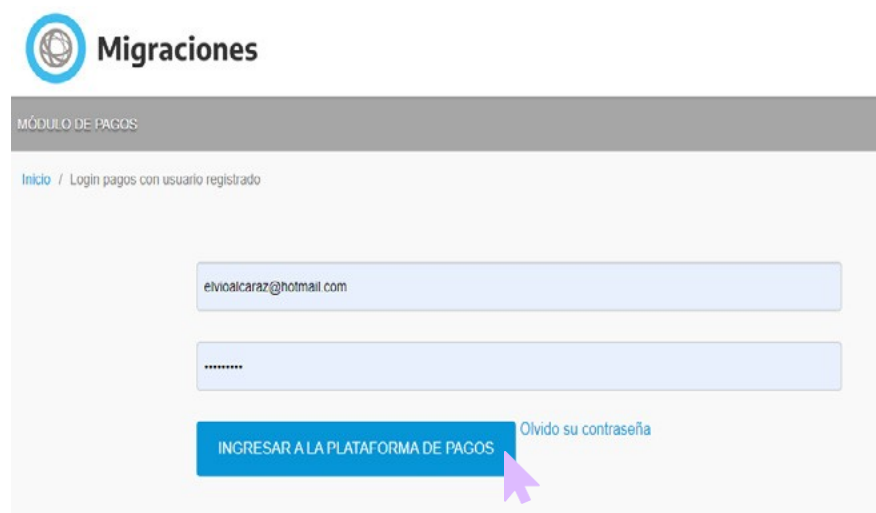 Migraciones
MÓDULO DE PAGOS
Inicio / Login pagos con usuario registrado
elvioalcaraz@hotmail.com
•••••••••
INGRESAR A LA PLATAFORMA DE PAGOS
Olvido su contraseña